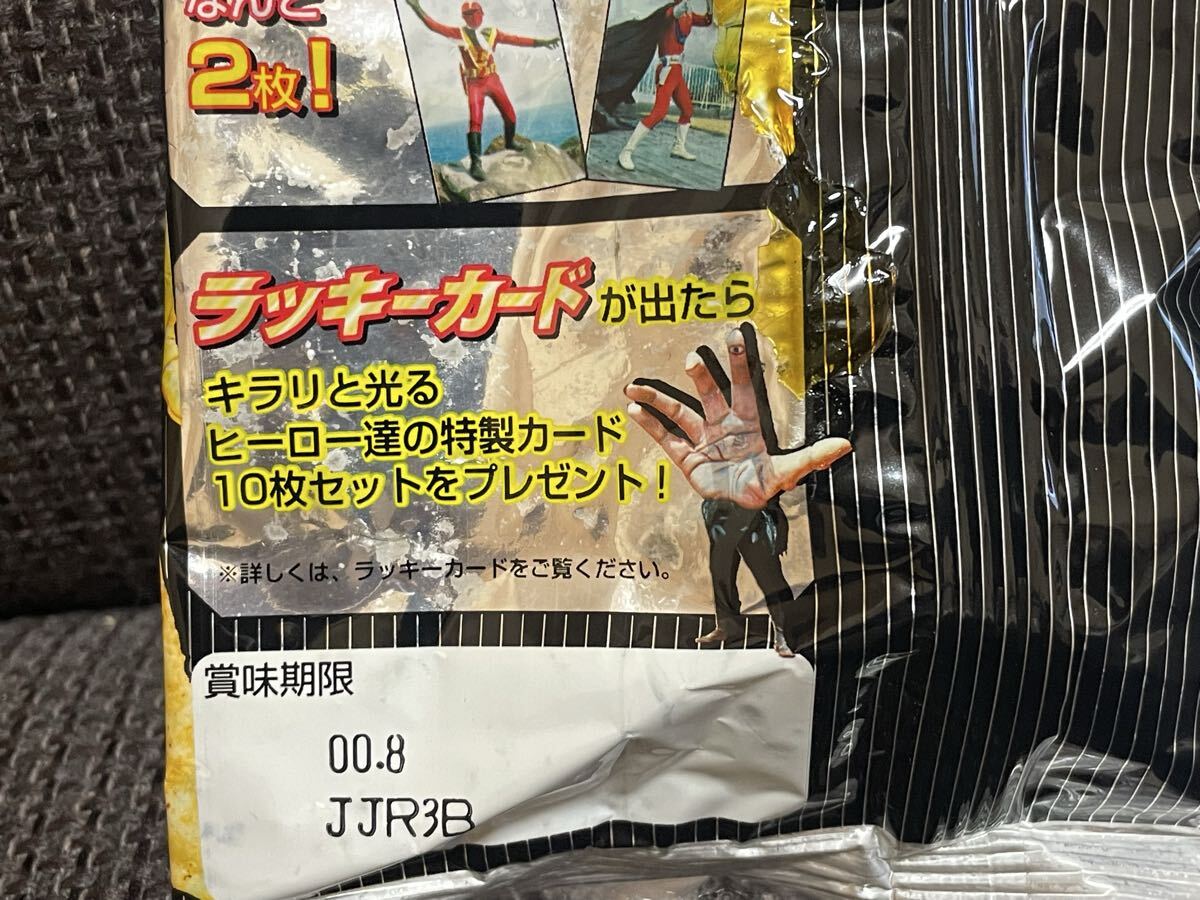 なんと
2枚!
ラッキーカードが出たら
キラリと光る
ヒーロー達の特製カード
10枚セットをプレゼント!
※詳しくは、ラッキーカードをご覧ください。
賞味期限
00.8
JJR3B